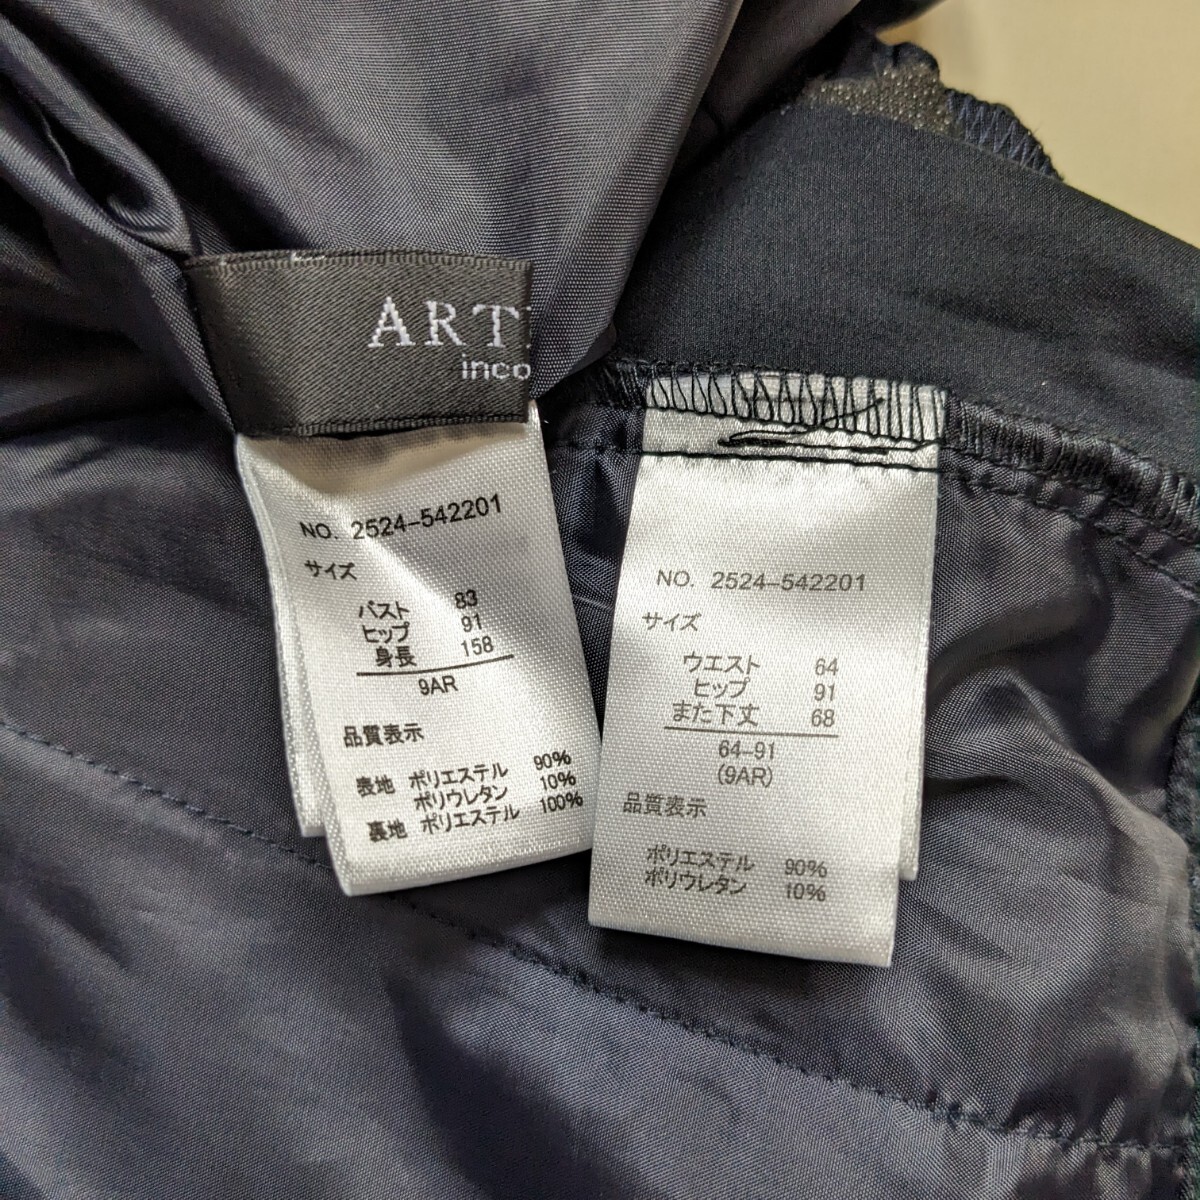 ART
inco
NO. 2524-542201
サイズ
バスト 83
ヒップ 91
身長 158
9AR
品質表示
表地 ポリエステル 90%
ポリウレタン 10%
裏地 ポリエステル 100%
NO. 2524-542201
サイズ
ウエスト 64
ヒップ 91
また下丈 68
64-91
(9AR)
品質表示
ポリエステル 90%
ポリウレタン 10%